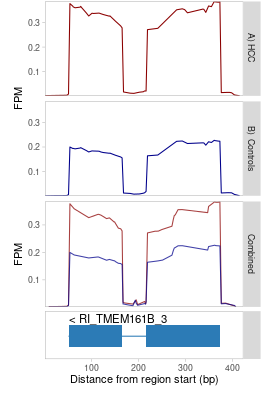 0.3
0.2
0.1
A) HCC
FPM
0.3
0.2
0.1
B) Controls
0.3
0.2
0.1
Combined
FPM
< RI_TMEM161B_3
100 200 300 400
Distance from region start (bp)